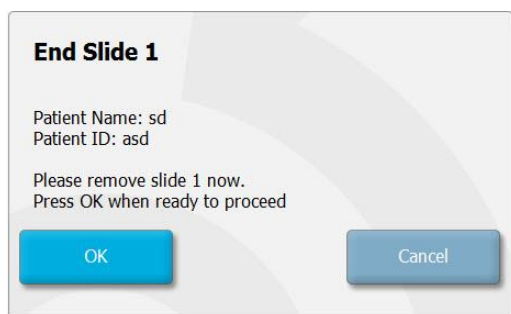 End Slide 1
Patient Name: sd
Patient ID: asd
Please remove slide 1 now.
Press OK when ready to proceed
OK
Cancel